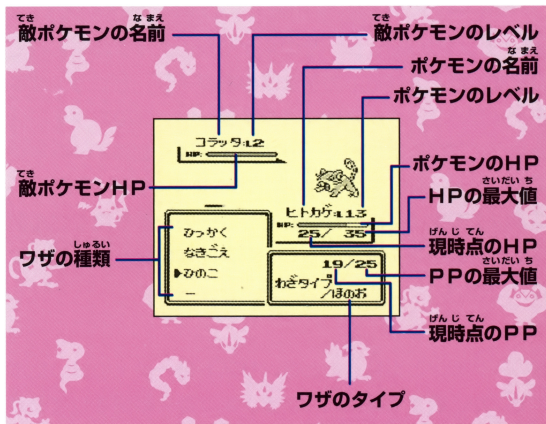 敵ポケモンの名前
敵ポケモンのレベル
ポケモンの名前
ポケモンのレベル
コラッタ :L2
HP:
敵ポケモンHP
ポケモンのHP
ヒトカゲ :L13
HP:
25/ 35
HPの最大値
現時点のHP
ワザの種類
ひっかく
なきごえ
▶ひのこ
ー
19/25
わざタイプ
/ほのお
PPの最大値
現時点のPP
ワザのタイプ